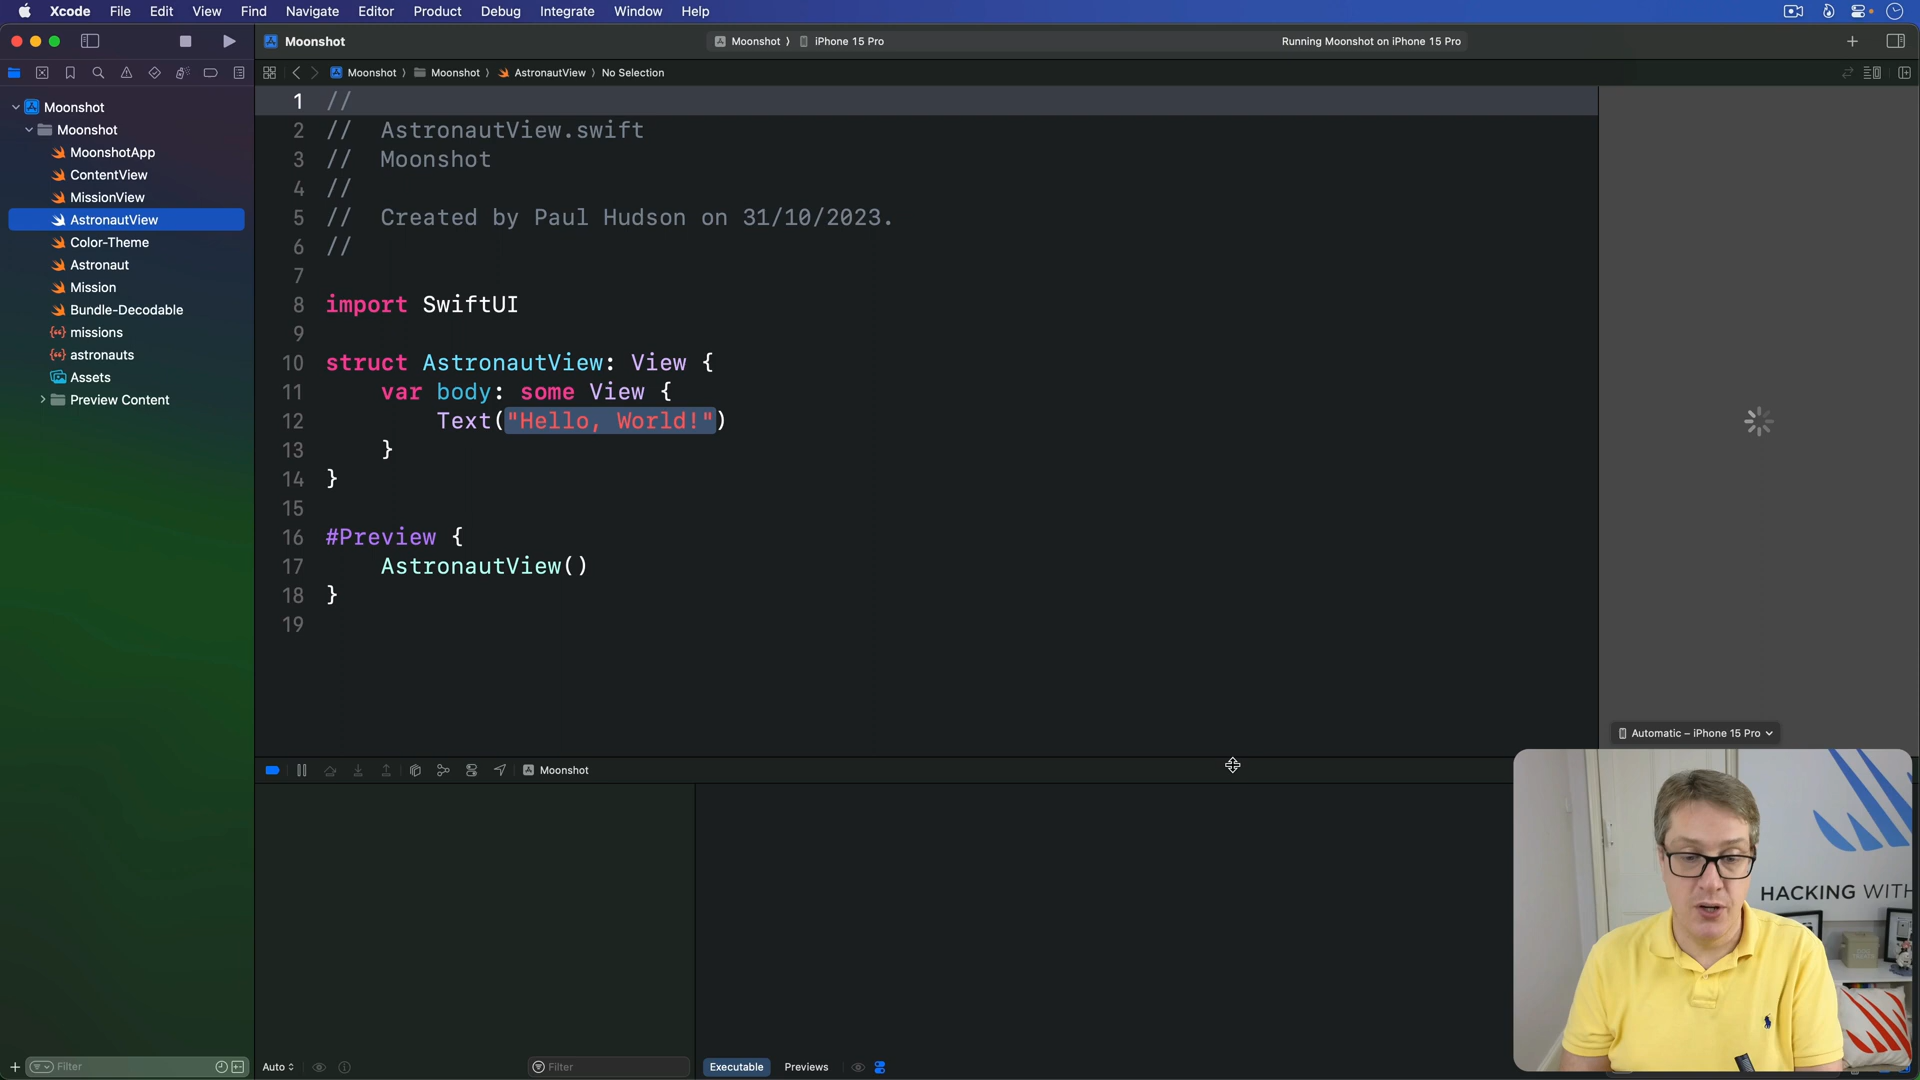 Xcode File Edit View Find Navigate Editor Product Debug Integrate Window Help
Moonshot
Moonshot 〉 iPhone 15 Pro
Running Moonshot on iPhone 15 Pro
Moonshot 〉 Moonshot 〉 AstronautView 〉 No Selection
Moonshot
Moonshot
MoonshotApp
ContentView
MissionView
AstronautView
Color-Theme
Astronaut
Mission
Bundle-Decodable
missions
astronauts
Assets
Preview Content
1 //
2 //  AstronautView.swift
3 //  Moonshot
4 //
5 //  Created by Paul Hudson on 31/10/2023.
6 //
7
8 import SwiftUI
9
10 struct AstronautView: View {
11     var body: some View {
12         Text("Hello, World!")
13     }
14 }
15
16 #Preview {
17     AstronautView()
18 }
19
Automatic – iPhone 15 Pro
Moonshot
HACKING WITH
Filter
Auto
Filter
Executable
Previews